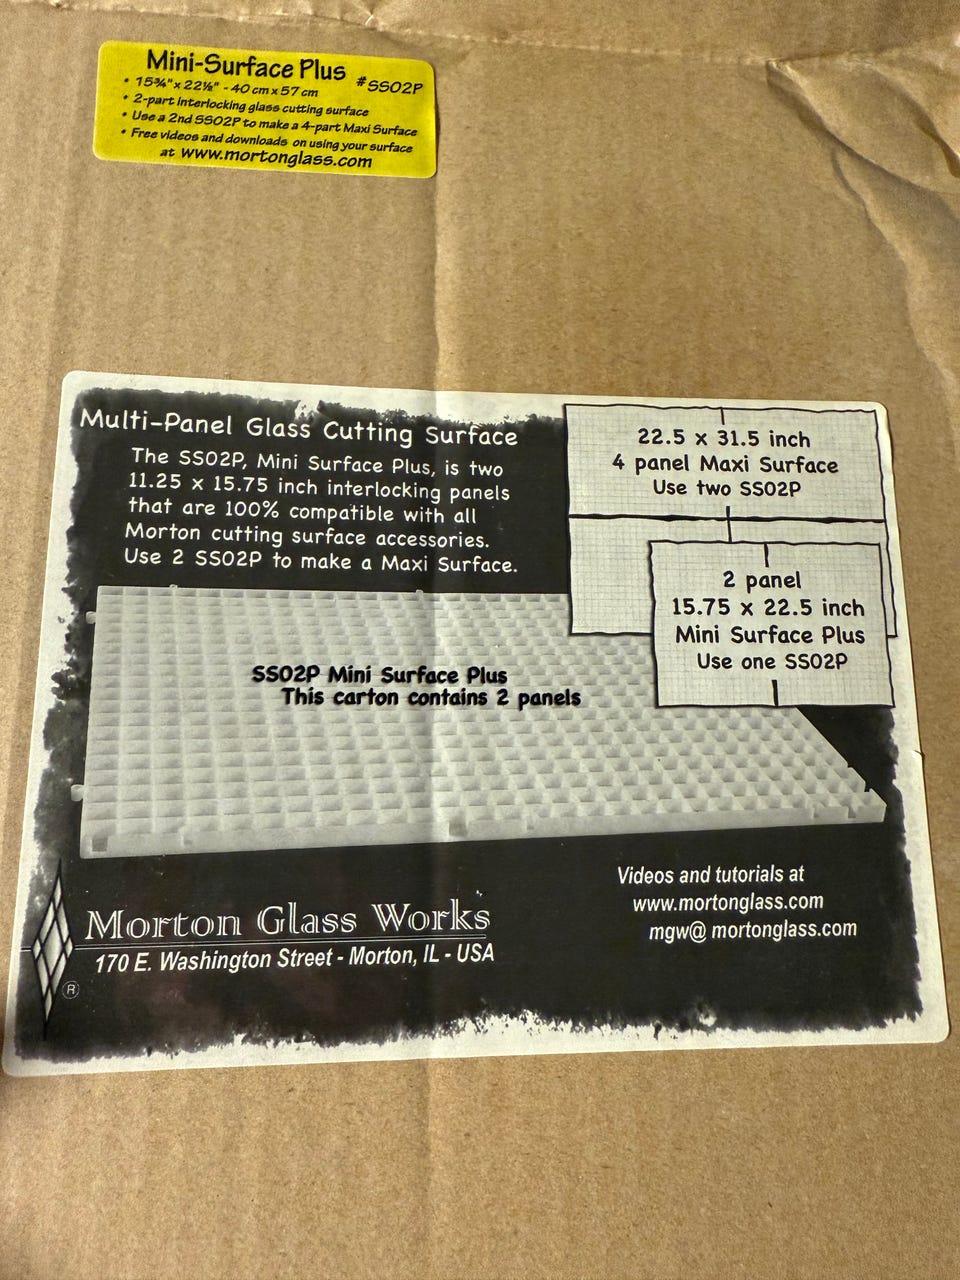 Mini-Surface Plus #SS02P
• 15¾" x 22½" - 40 cm x 57 cm
• 2-part interlocking glass cutting surface
• Use a 2nd SS02P to make a 4-part Maxi Surface
• Free videos and downloads on using your surface
at www.mortonglass.com
Multi-Panel Glass Cutting Surface
The SS02P, Mini Surface Plus, is two
11.25 x 15.75 inch interlocking panels
that are 100% compatible with all
Morton cutting surface accessories.
Use 2 SS02P to make a Maxi Surface.
22.5 x 31.5 inch
4 panel Maxi Surface
Use two SS02P
2 panel
15.75 x 22.5 inch
Mini Surface Plus
Use one SS02P
SS02P Mini Surface Plus
This carton contains 2 panels
Morton Glass Works
170 E. Washington Street - Morton, IL - USA
®
Videos and tutorials at
www.mortonglass.com
mgw@ mortonglass.com